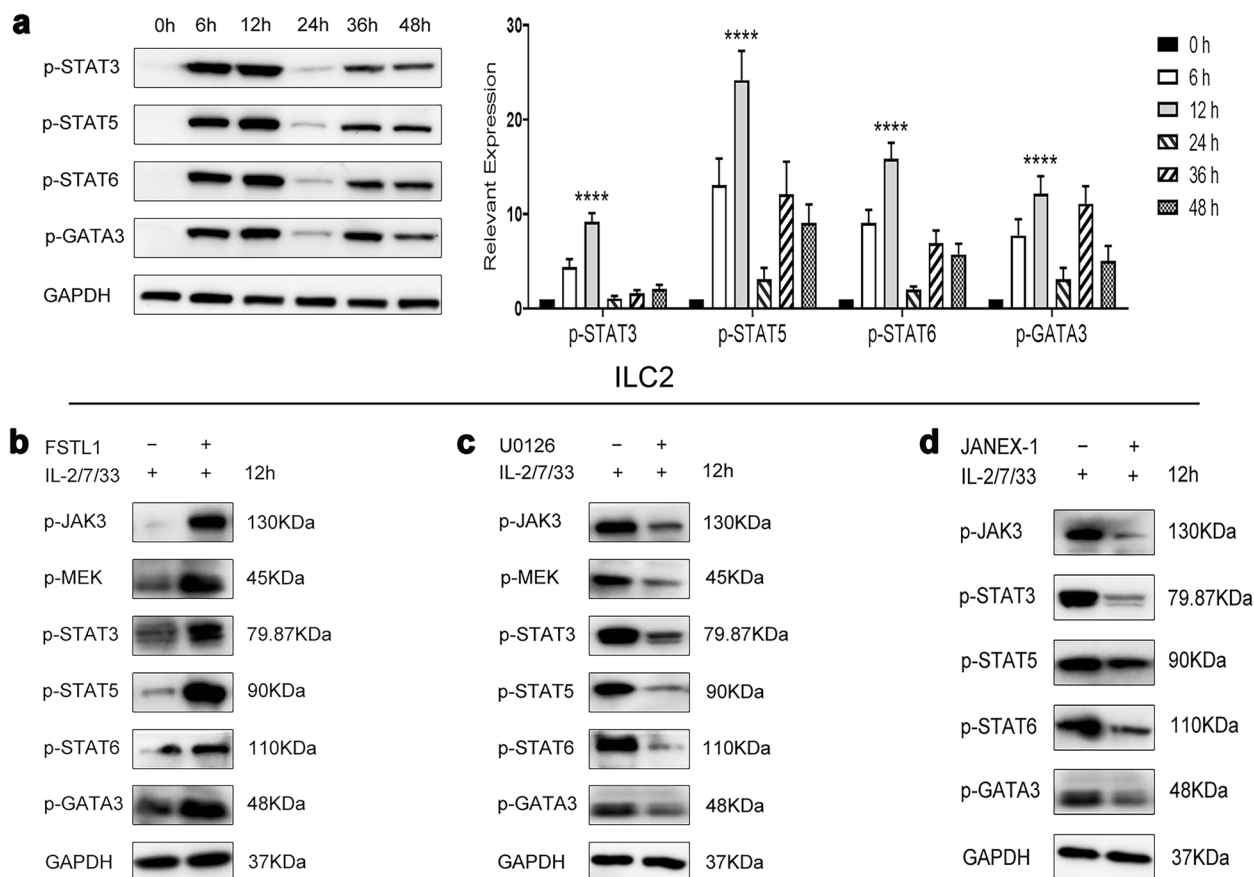 a
0h 6h 12h 24h 36h 48h
p-STAT3
p-STAT5
p-STAT6
p-GATA3
GAPDH
Relevant Expression
30
20
10
0
****
****
****
****
p-STAT3 p-STAT5 p-STAT6 p-GATA3
0 h
6 h
12 h
24 h
36 h
48 h
ILC2
b
FSTL1 – +
IL-2/7/33 + + 12h
p-JAK3 130KDa
p-MEK 45KDa
p-STAT3 79.87KDa
p-STAT5 90KDa
p-STAT6 110KDa
p-GATA3 48KDa
GAPDH 37KDa
c
U0126 – +
IL-2/7/33 + + 12h
p-JAK3 130KDa
p-MEK 45KDa
p-STAT3 79.87KDa
p-STAT5 90KDa
p-STAT6 110KDa
p-GATA3 48KDa
GAPDH 37KDa
d
JANEX-1 – +
IL-2/7/33 + + 12h
p-JAK3 130KDa
p-STAT3 79.87KDa
p-STAT5 90KDa
p-STAT6 110KDa
p-GATA3 48KDa
GAPDH 37KDa